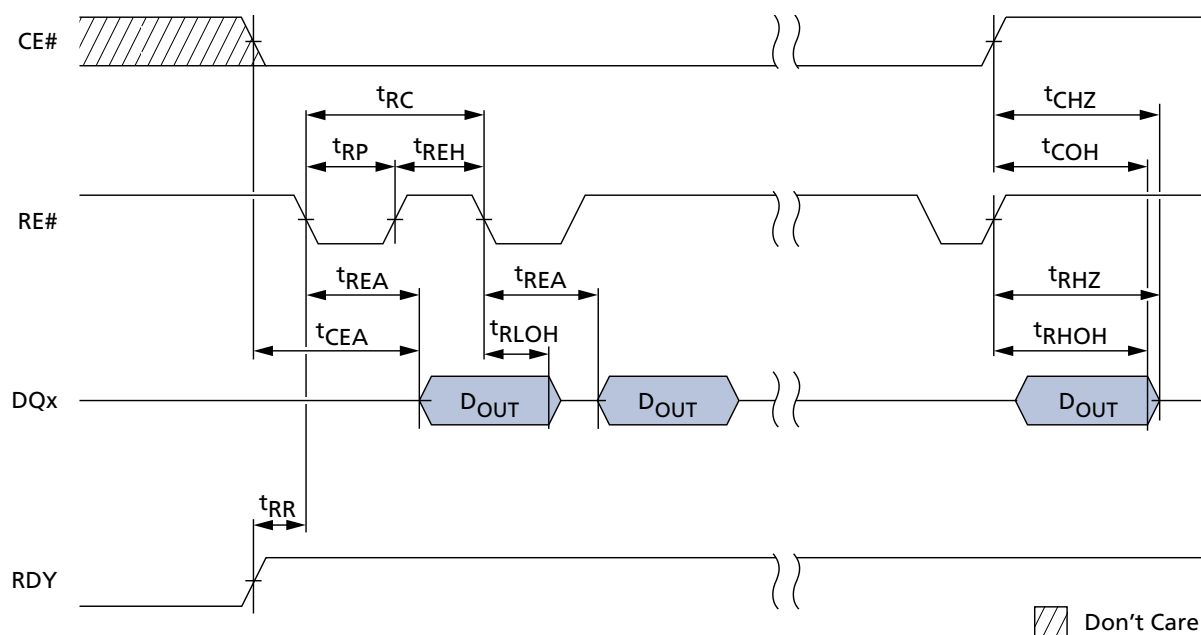 CE#
tRC
tCHZ
tRP
tREH
tCOH
RE#
tREA
tREA
tRHZ
tCEA
tRLOH
tRHOH
DQx
DOUT
DOUT
DOUT
tRR
RDY
Don't Care